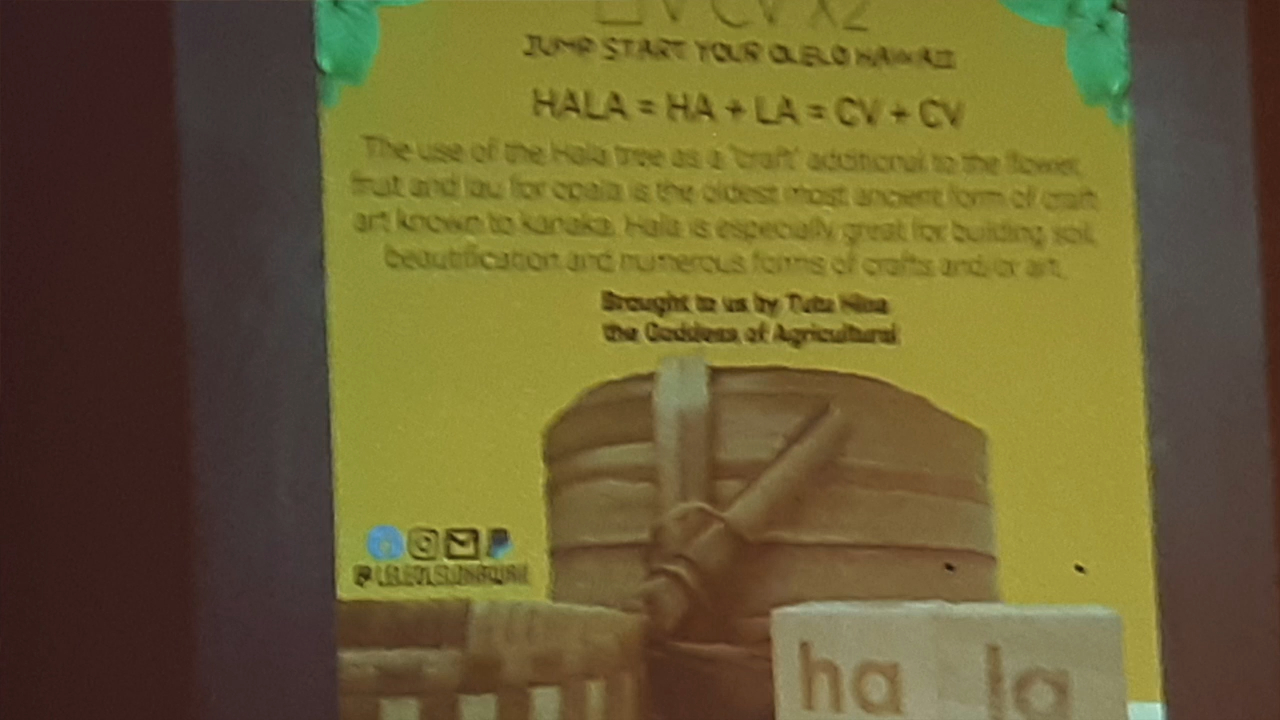 V CV X2
JUMP START YOUR OLELO HAWAII
HALA = HA + LA = CV + CV
The use of the Hala tree as a 'craft' additional to the flower,
fruit and lau for opala is the oldest most ancient form of craft
art known to kanaka. Hala is especially great for building soil,
beautification and numerous forms of crafts and/or art.
Brought to us by Tutu Hina
the Goddess of Agricultural
ha la